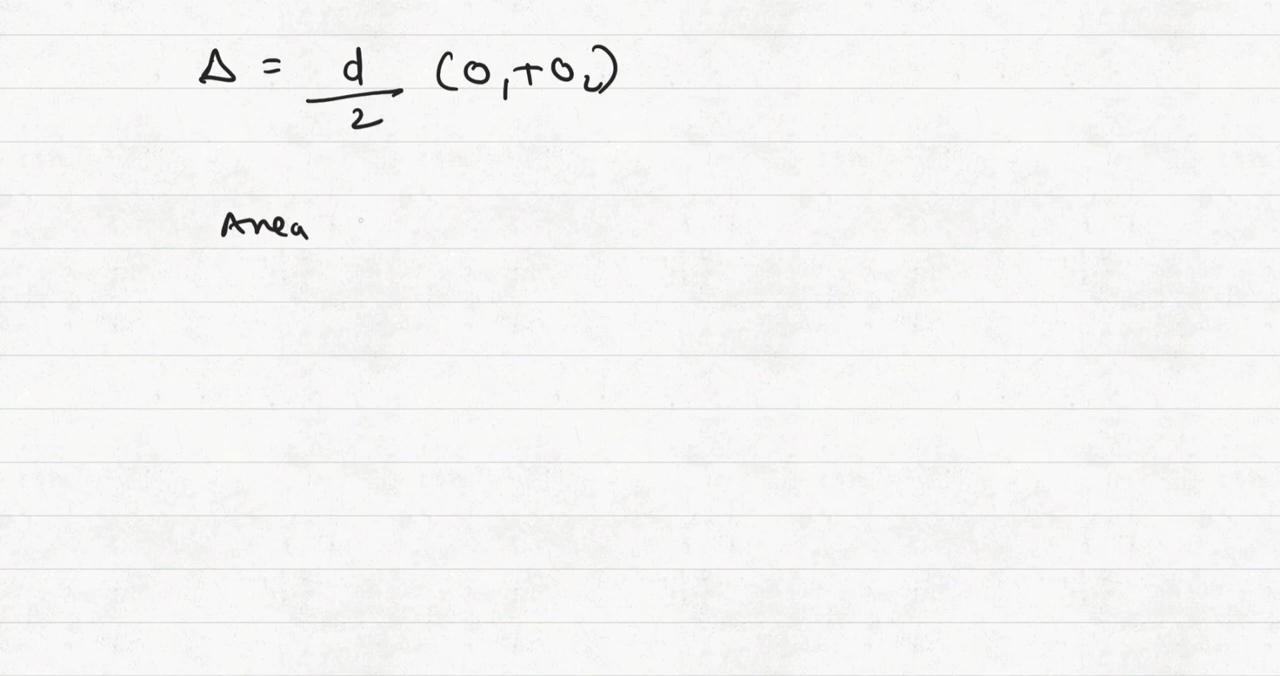 Δ = d/2 (O₁+O₂)
Area